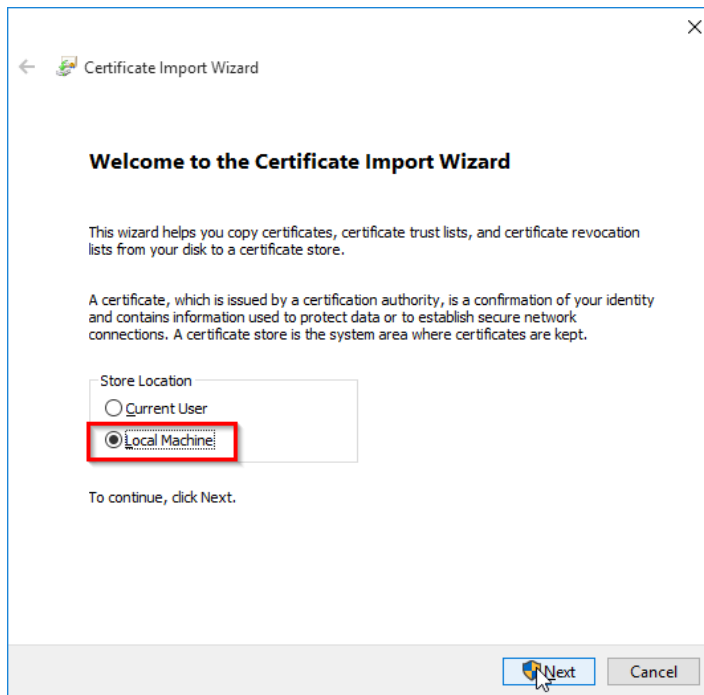 Certificate Import Wizard
Welcome to the Certificate Import Wizard
This wizard helps you copy certificates, certificate trust lists, and certificate revocation
lists from your disk to a certificate store.
A certificate, which is issued by a certification authority, is a confirmation of your identity
and contains information used to protect data or to establish secure network
connections. A certificate store is the system area where certificates are kept.
Store Location
Current User
Local Machine
To continue, click Next.
Next
Cancel